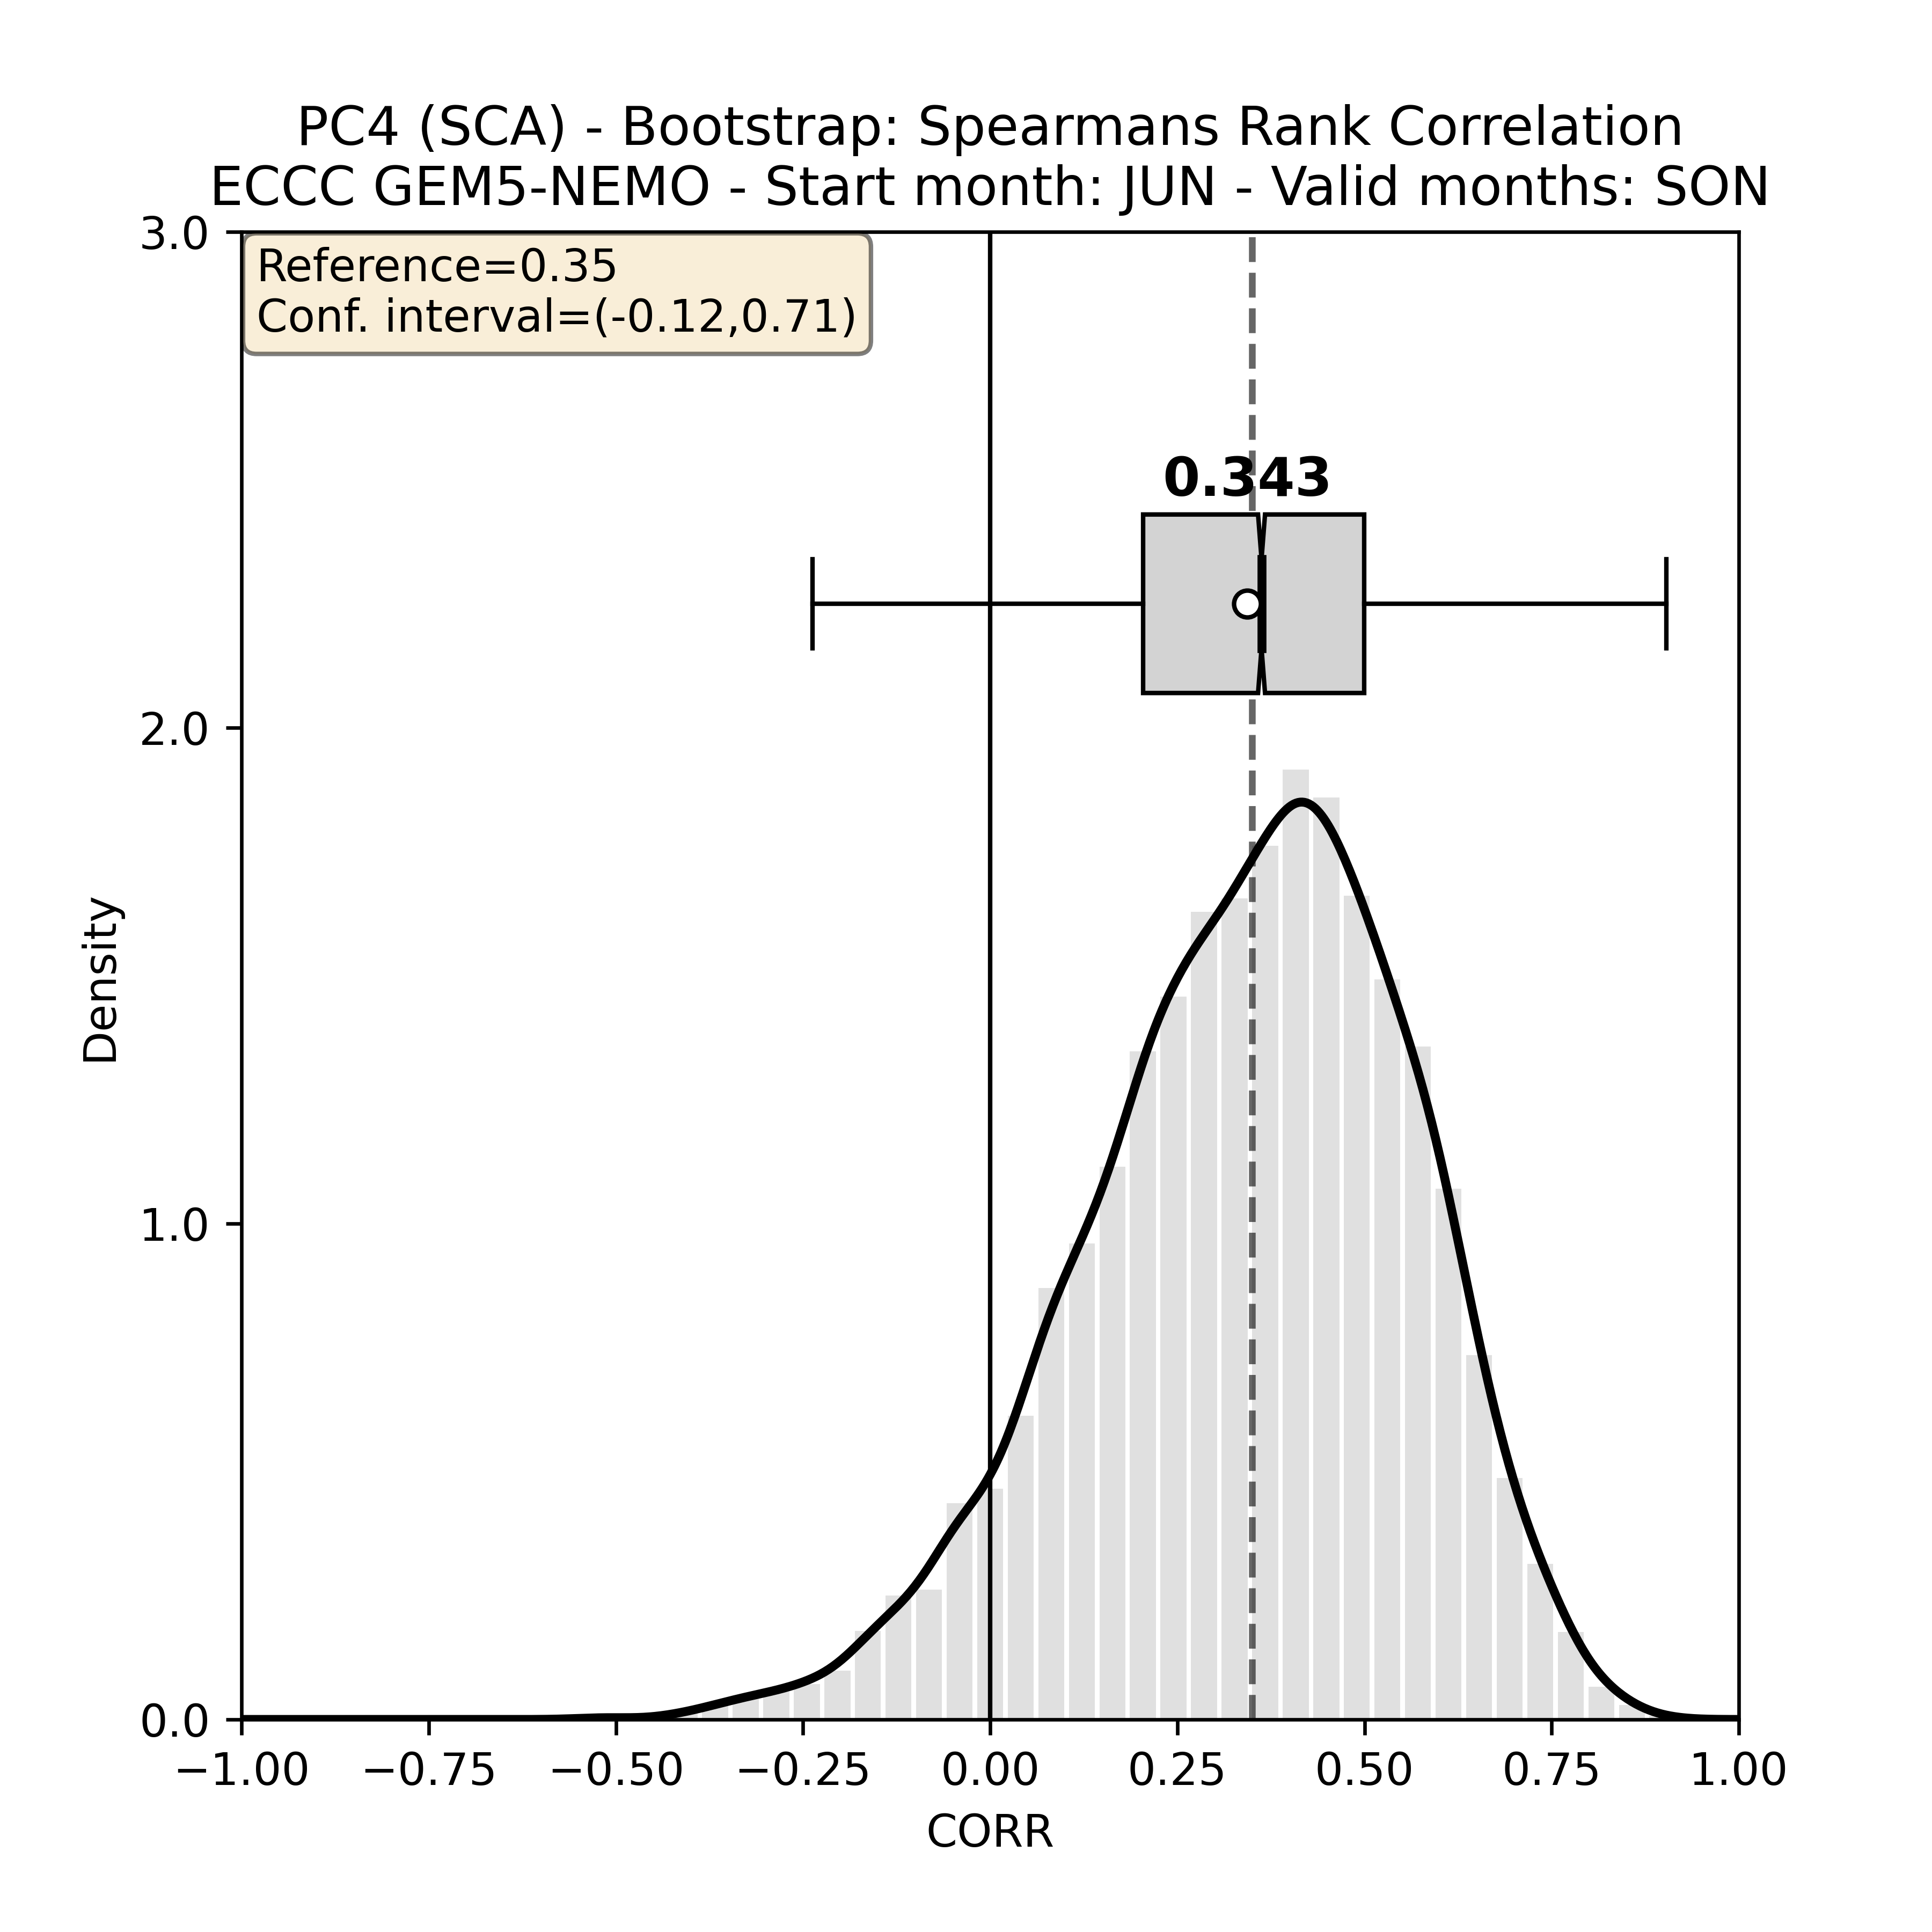 PC4 (SCA) - Bootstrap: Spearmans Rank Correlation
ECCC GEM5-NEMO - Start month: JUN - Valid months: SON
3.0
Reference=0.35
Conf. interval=(-0.12,0.71)
0.343
2.0
Density
1.0
0.0
−1.00 −0.75 −0.50 −0.25 0.00 0.25 0.50 0.75 1.00
CORR